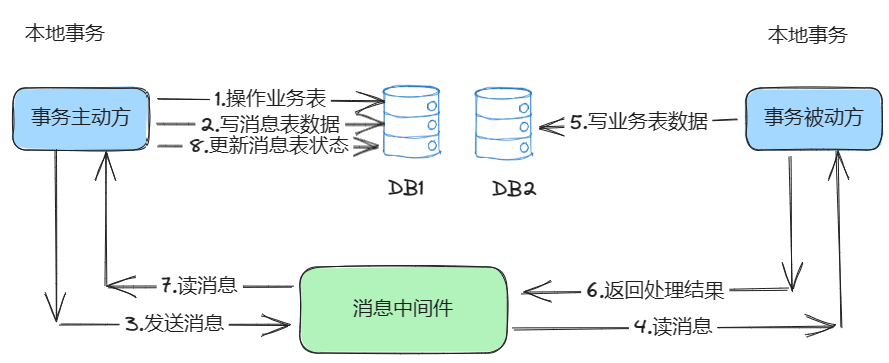 本地事务
本地事务
事务主动方
1.操作业务表
2.写消息表数据
8.更新消息表状态
5.写业务表数据
事务被动方
DB1
DB2
7.读消息
6.返回处理结果
消息中间件
3.发送消息
4.读消息